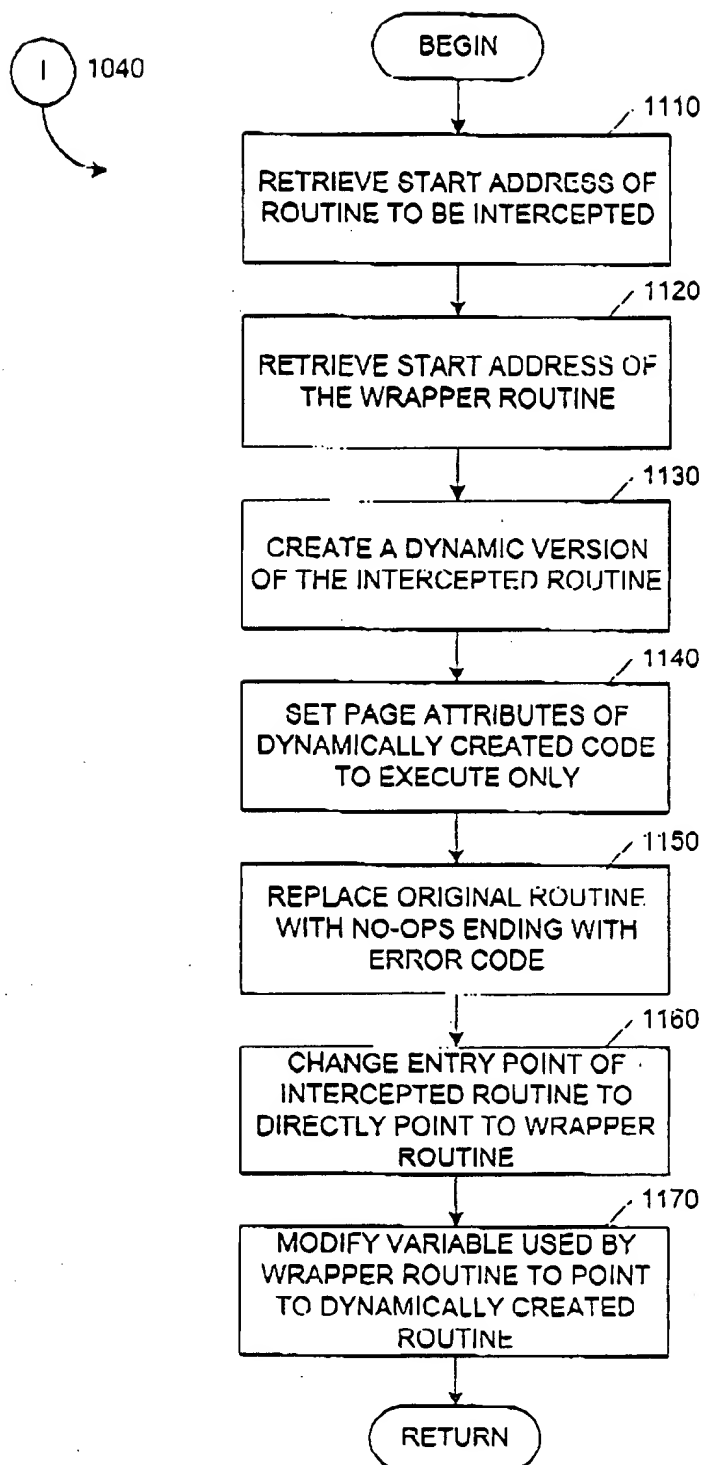 I 1040
BEGIN
1110
RETRIEVE START ADDRESS OF
ROUTINE TO BE INTERCEPTED
1120
RETRIEVE START ADDRESS OF
THE WRAPPER ROUTINE
1130
CREATE A DYNAMIC VERSION
OF THE INTERCEPTED ROUTINE
1140
SET PAGE ATTRIBUTES OF
DYNAMICALLY CREATED CODE
TO EXECUTE ONLY
1150
REPLACE ORIGINAL ROUTINE
WITH NO-OPS ENDING WITH
ERROR CODE
1160
CHANGE ENTRY POINT OF
INTERCEPTED ROUTINE TO
DIRECTLY POINT TO WRAPPER
ROUTINE
1170
MODIFY VARIABLE USED BY
WRAPPER ROUTINE TO POINT
TO DYNAMICALLY CREATED
ROUTINE
RETURN